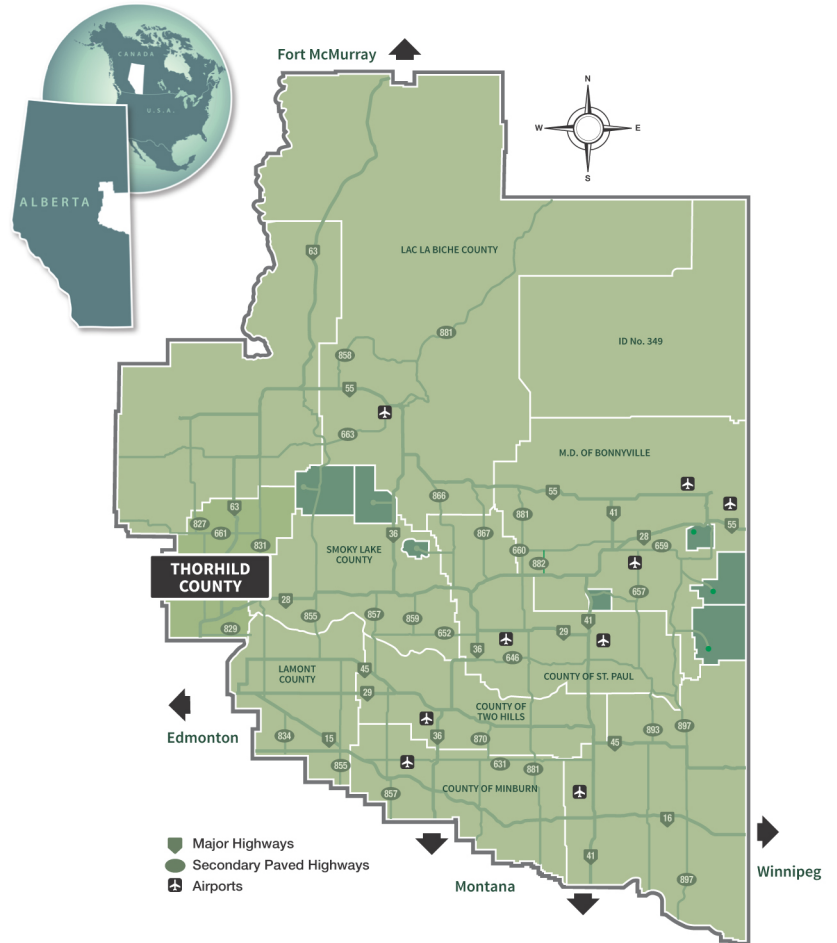 Fort McMurray
CANADA
U.S.A.
ALBERTA
N
W
E
S
63
LAC LA BICHE COUNTY
881
ID No. 349
858
55
663
M.D. OF BONNYVILLE
866
55
63
881
41
827
661
831
36
867
28
659
55
SMOKY LAKE
COUNTY
660
882
THORHILD
COUNTY
657
28
855
857
859
41
829
652
29
36
646
LAMONT
COUNTY
45
COUNTY OF ST. PAUL
29
COUNTY OF
TWO HILLS
Edmonton
834
15
36
870
45
893
897
855
631
881
857
COUNTY OF MINBURN
16
Major Highways
Secondary Paved Highways
Airports
41
Montana
897
Winnipeg